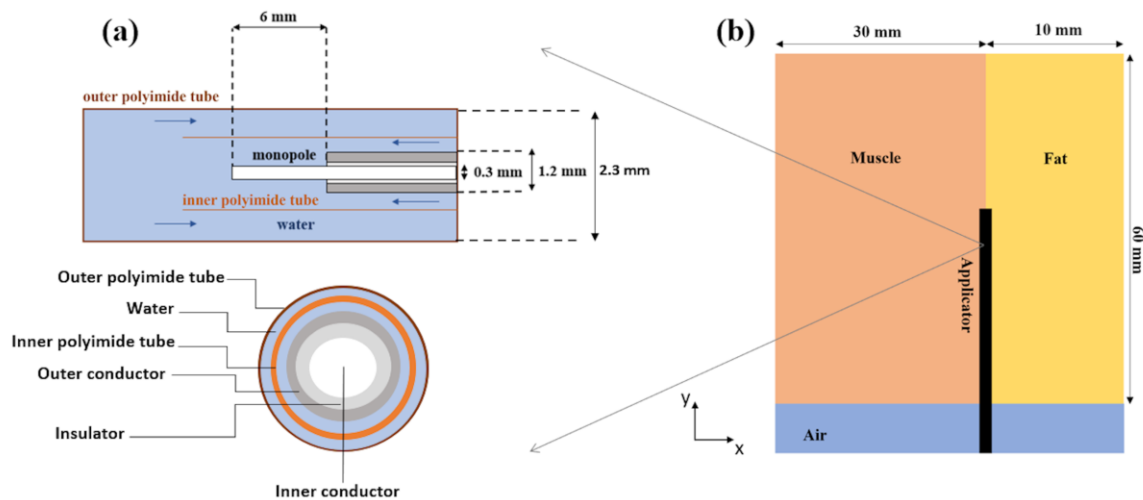 (a)
6 mm
outer polyimide tube
monopole
0.3 mm
1.2 mm
2.3 mm
inner polyimide tube
water
Outer polyimide tube
Water
Inner polyimide tube
Outer conductor
Insulator
Inner conductor
(b)
30 mm
10 mm
Muscle
Fat
60 mm
Applicator
y
x
Air